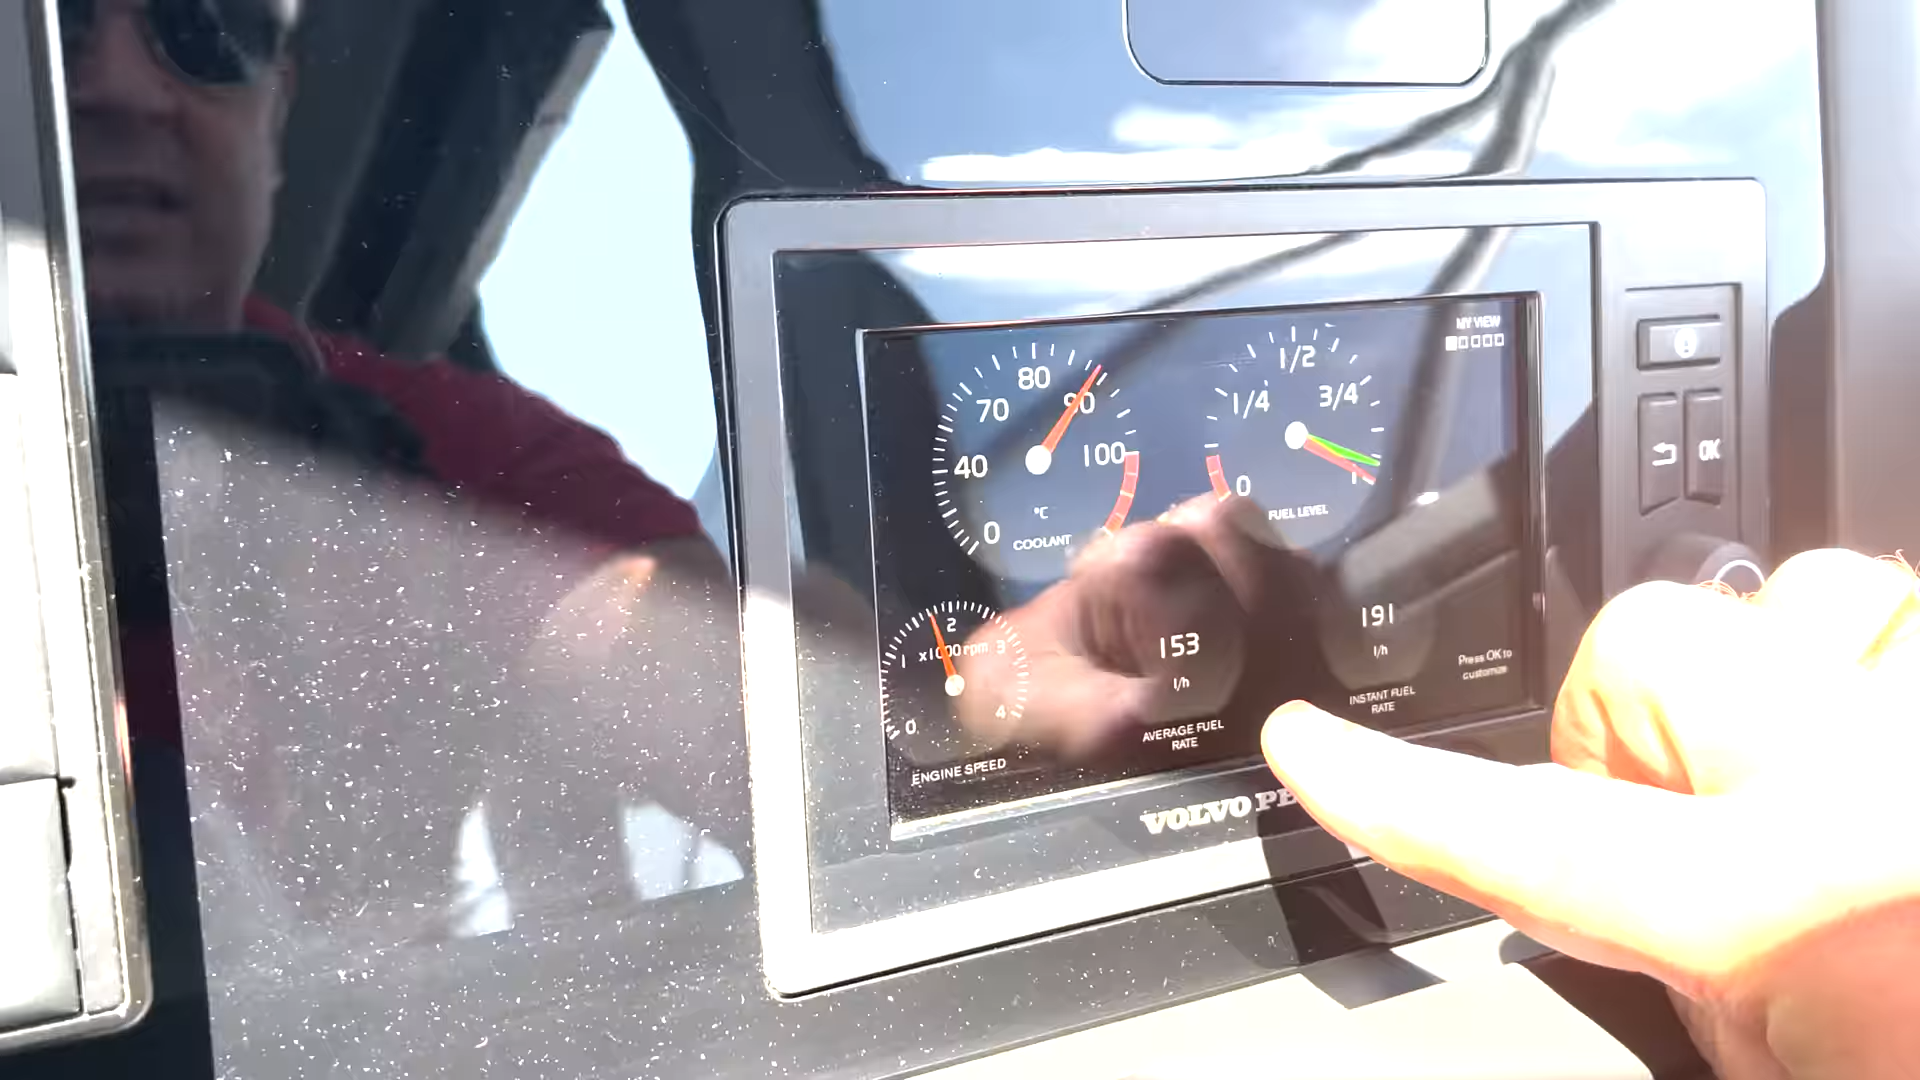 MY VIEW
80
70
90
40
100
0
°C
COOLANT
1/2
1/4
3/4
0
1
FUEL LEVEL
2
1
x1000 rpm
3
0
4
ENGINE SPEED
153
l/h
AVERAGE FUEL
RATE
191
l/h
INSTANT FUEL
RATE
Press OK to
customize
VOLVO
OK